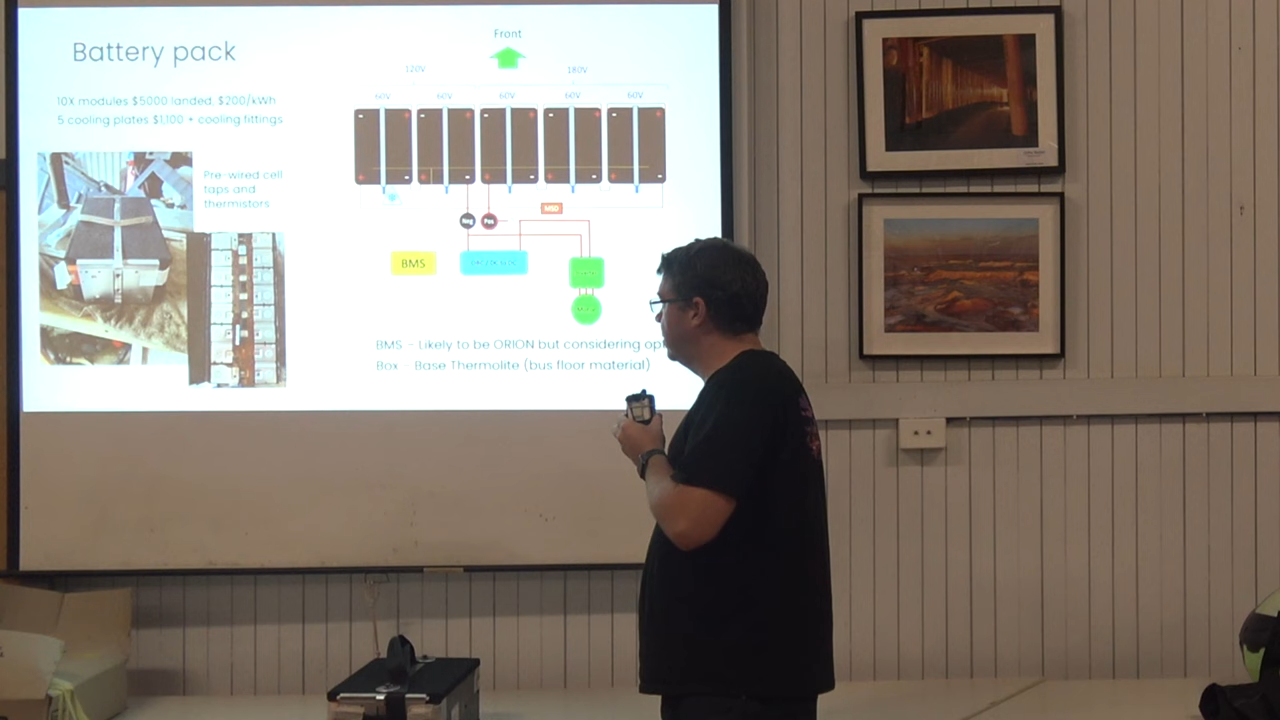 Battery pack
10X modules $5000 landed. $200/kWh
5 cooling plates $1,100 + cooling fittings
Pre-wired cell
taps and
thermistors
Front
120V
180V
60V
60V
60V
60V
60V
Neg
Pos
MSD
BMS
BMS – Likely to be ORION but considering
Box – Base Thermolite (bus floor material)